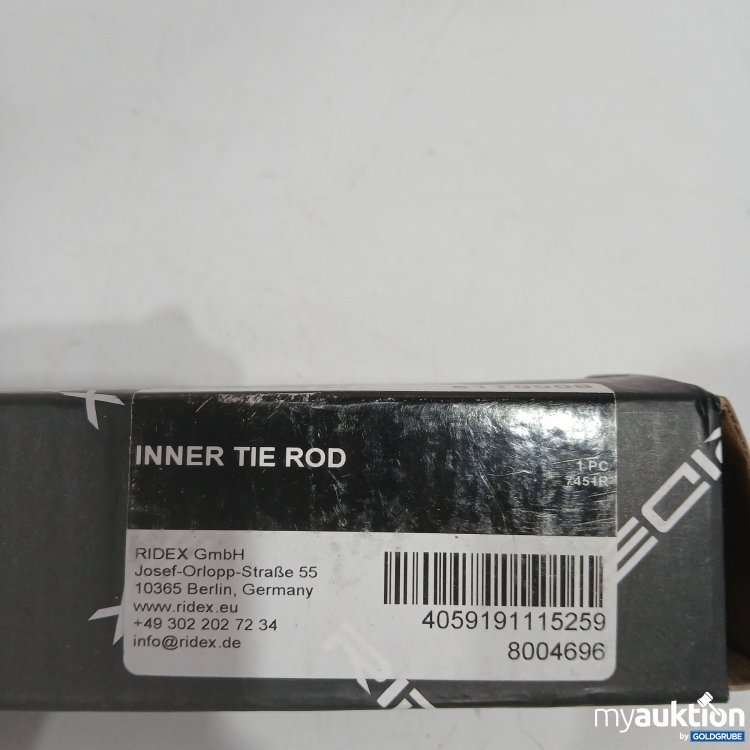 INNER TIE ROD
1 PC
7451R
RIDEX GmbH
Josef-Orlopp-Straße 55
10365 Berlin, Germany
www.ridex.eu
+49 302 202 72 34
info@ridex.de
4059191115259
8004696
myauktion
by GOLDGRUBE